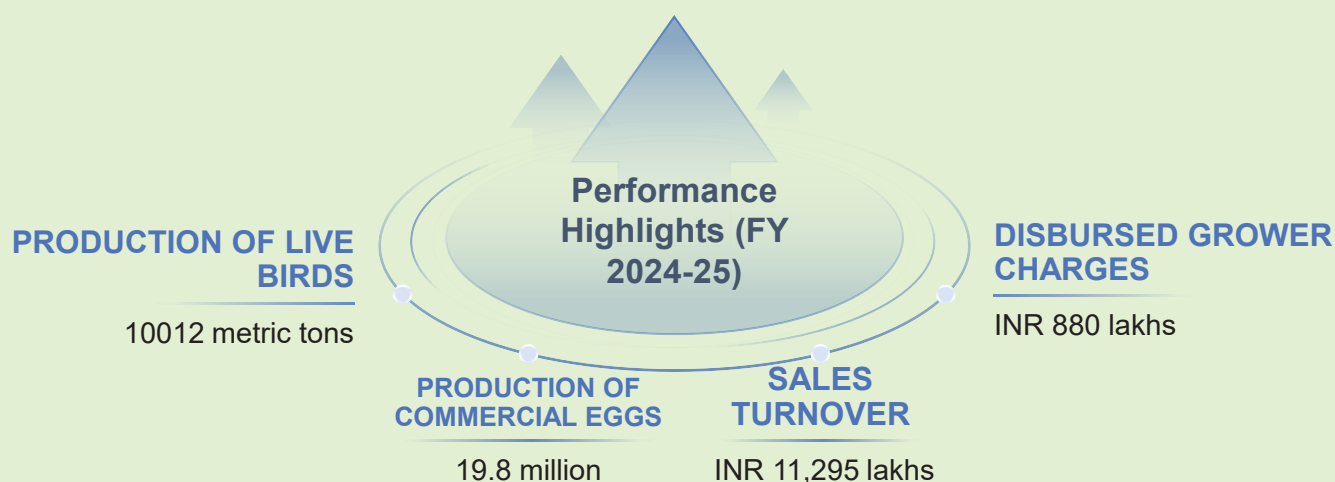 Performance
Highlights (FY
2024-25)
PRODUCTION OF LIVE
BIRDS
10012 metric tons
PRODUCTION OF
COMMERCIAL EGGS
19.8 million
SALES
TURNOVER
INR 11,295 lakhs
DISBURSED GROWER
CHARGES
INR 880 lakhs